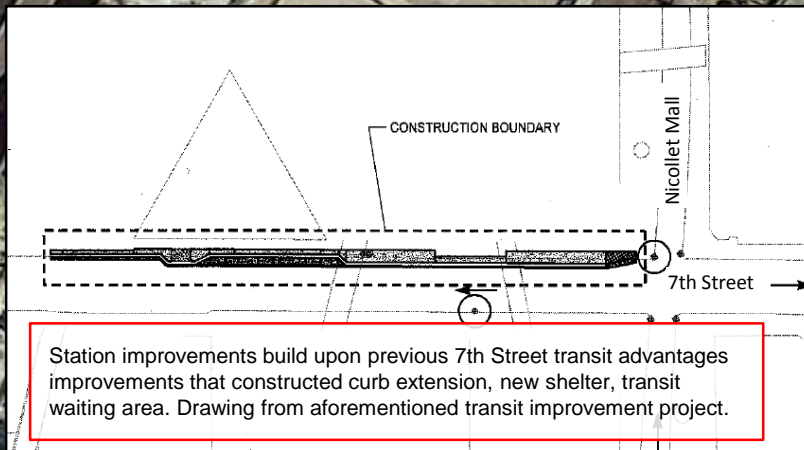 CONSTRUCTION BOUNDARY
Nicollet Mall
7th Street
Station improvements build upon previous 7th Street transit advantages
improvements that constructed curb extension, new shelter, transit
waiting area. Drawing from aforementioned transit improvement project.